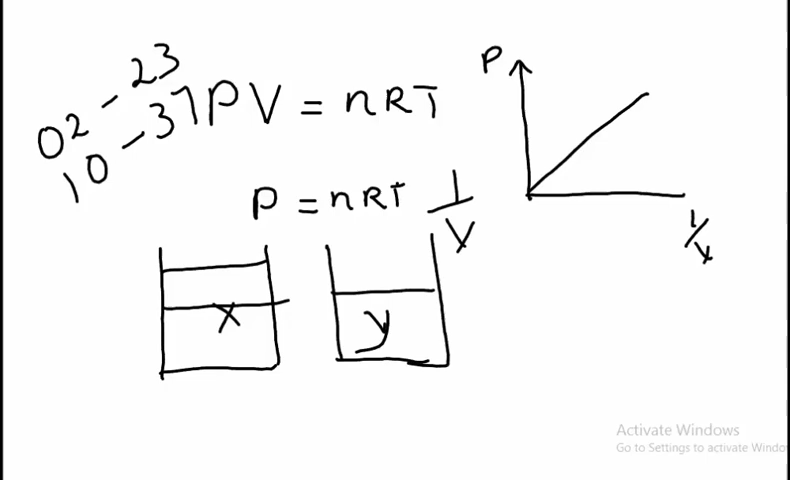 02 - 23
10 - 37
PV = nRT
P = nRT 1/V
P
1/V
X
y
Activate Windows
Go to Settings to activate Windo